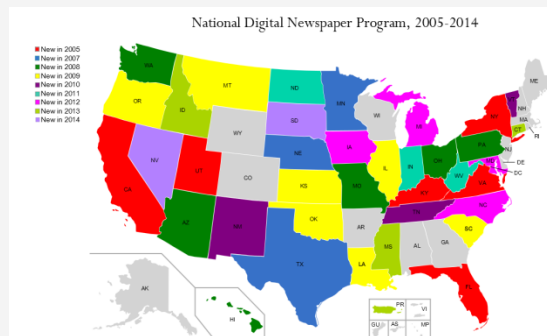 National Digital Newspaper Program, 2005-2014
New in 2005
New in 2007
New in 2008
New in 2009
New in 2010
New in 2011
New in 2012
New in 2013
New in 2014
WA
MT
ND
MN
ME
OR
ID
SD
WI
MI
NY
NH
MA
CT
RI
WY
IA
PA
NJ
NV
UT
CO
NE
IL
IN
OH
DE
DC
CA
KS
MO
KY
WV
VA
AZ
NM
OK
AR
TN
NC
SC
TX
LA
MS
AL
GA
FL
AK
HI
PR
VI
GU
AS
MP